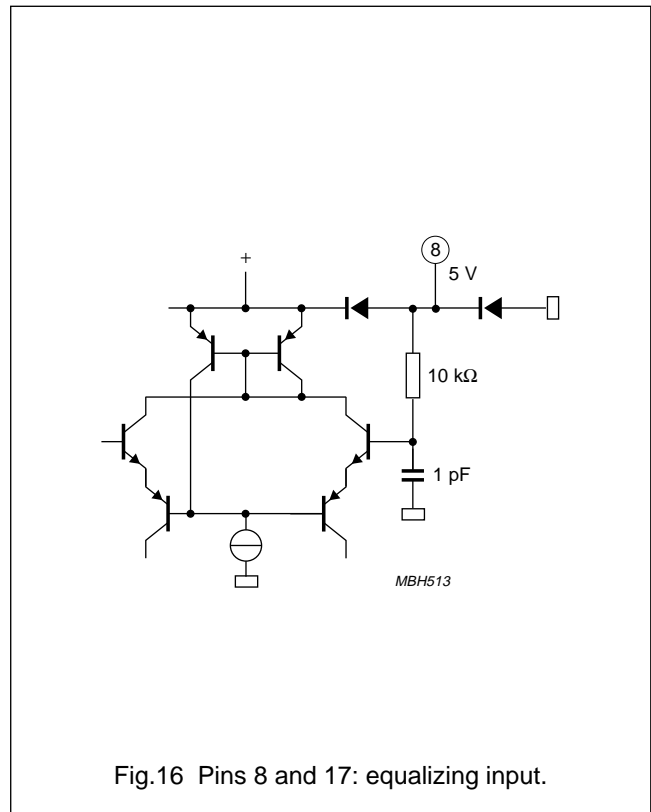 8
+
5 V
10 kΩ
1 pF
MBH513
Fig.16 Pins 8 and 17: equalizing input.